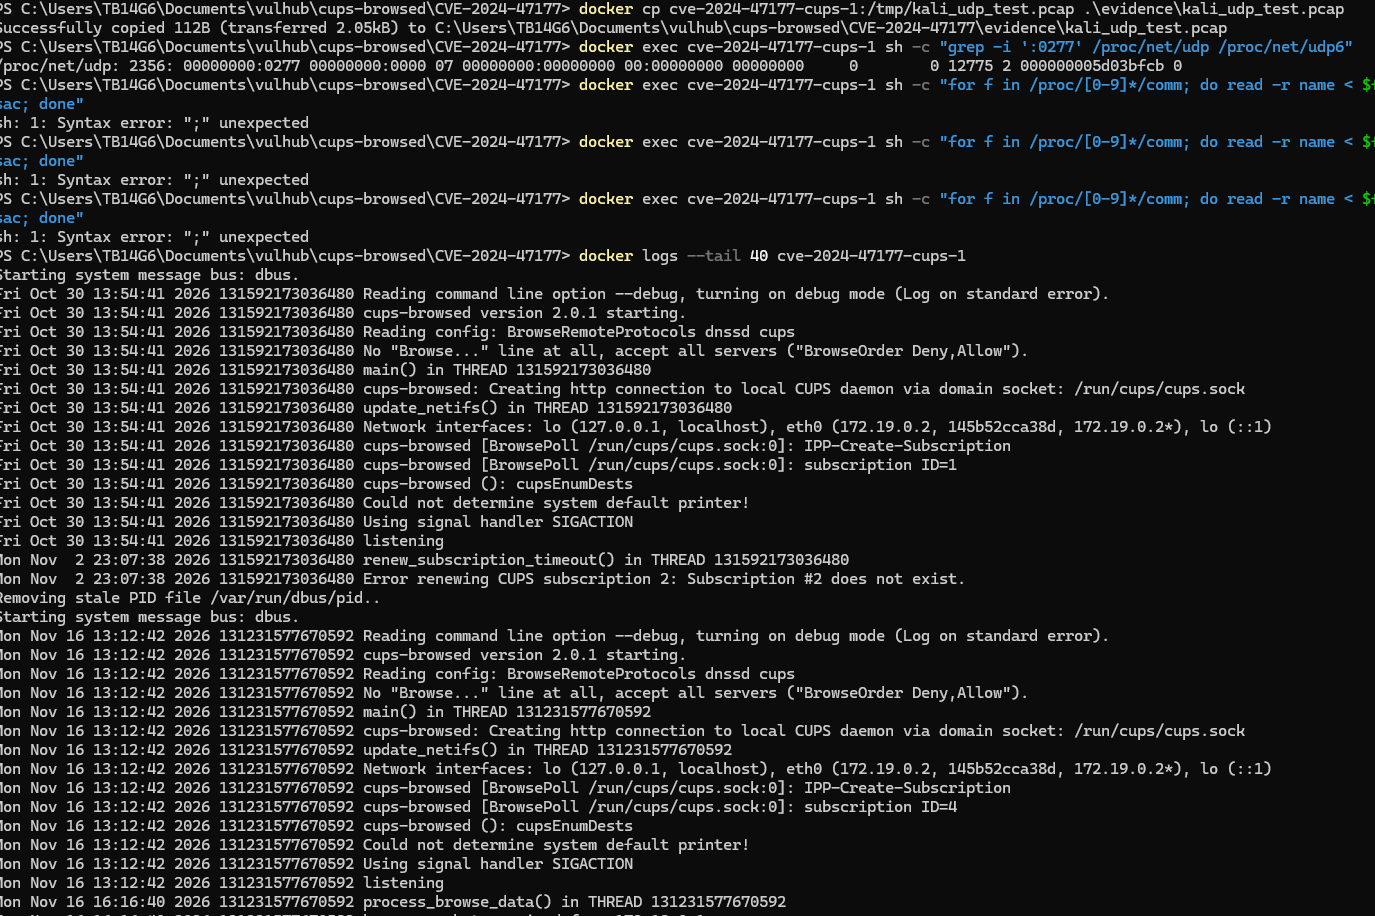 PS C:\Users\TB14G6\Documents\vulhub\cups-browsed\CVE-2024-47177> docker cp cve-2024-47177-cups-1:/tmp/kali_udp_test.pcap .\evidence\kali_udp_test.pcap
Successfully copied 112B (transferred 2.05kB) to C:\Users\TB14G6\Documents\vulhub\cups-browsed\CVE-2024-47177\evidence\kali_udp_test.pcap
PS C:\Users\TB14G6\Documents\vulhub\cups-browsed\CVE-2024-47177> docker exec cve-2024-47177-cups-1 sh -c "grep -i ':0277' /proc/net/udp /proc/net/udp6"
/proc/net/udp: 2356: 00000000:0277 00000000:0000 07 00000000:00000000 00:00000000 00000000     0        0 12775 2 000000005d03bfcb 0
PS C:\Users\TB14G6\Documents\vulhub\cups-browsed\CVE-2024-47177> docker exec cve-2024-47177-cups-1 sh -c "for f in /proc/[0-9]*/comm; do read -r name < $f
sac; done"
sh: 1: Syntax error: ";" unexpected
PS C:\Users\TB14G6\Documents\vulhub\cups-browsed\CVE-2024-47177> docker exec cve-2024-47177-cups-1 sh -c "for f in /proc/[0-9]*/comm; do read -r name < $f
sac; done"
sh: 1: Syntax error: ";" unexpected
PS C:\Users\TB14G6\Documents\vulhub\cups-browsed\CVE-2024-47177> docker exec cve-2024-47177-cups-1 sh -c "for f in /proc/[0-9]*/comm; do read -r name < $f
sac; done"
sh: 1: Syntax error: ";" unexpected
PS C:\Users\TB14G6\Documents\vulhub\cups-browsed\CVE-2024-47177> docker logs --tail 40 cve-2024-47177-cups-1
Starting system message bus: dbus.
Fri Oct 30 13:54:41 2026 131592173036480 Reading command line option --debug, turning on debug mode (Log on standard error).
Fri Oct 30 13:54:41 2026 131592173036480 cups-browsed version 2.0.1 starting.
Fri Oct 30 13:54:41 2026 131592173036480 Reading config: BrowseRemoteProtocols dnssd cups
Fri Oct 30 13:54:41 2026 131592173036480 No "Browse..." line at all, accept all servers ("BrowseOrder Deny,Allow").
Fri Oct 30 13:54:41 2026 131592173036480 main() in THREAD 131592173036480
Fri Oct 30 13:54:41 2026 131592173036480 cups-browsed: Creating http connection to local CUPS daemon via domain socket: /run/cups/cups.sock
Fri Oct 30 13:54:41 2026 131592173036480 update_netifs() in THREAD 131592173036480
Fri Oct 30 13:54:41 2026 131592173036480 Network interfaces: lo (127.0.0.1, localhost), eth0 (172.19.0.2, 145b52cca38d, 172.19.0.2*), lo (::1)
Fri Oct 30 13:54:41 2026 131592173036480 cups-browsed [BrowsePoll /run/cups/cups.sock:0]: IPP-Create-Subscription
Fri Oct 30 13:54:41 2026 131592173036480 cups-browsed [BrowsePoll /run/cups/cups.sock:0]: subscription ID=1
Fri Oct 30 13:54:41 2026 131592173036480 cups-browsed (): cupsEnumDests
Fri Oct 30 13:54:41 2026 131592173036480 Could not determine system default printer!
Fri Oct 30 13:54:41 2026 131592173036480 Using signal handler SIGACTION
Fri Oct 30 13:54:41 2026 131592173036480 listening
Mon Nov  2 23:07:38 2026 131592173036480 renew_subscription_timeout() in THREAD 131592173036480
Mon Nov  2 23:07:38 2026 131592173036480 Error renewing CUPS subscription 2: Subscription #2 does not exist.
Removing stale PID file /var/run/dbus/pid..
Starting system message bus: dbus.
Mon Nov 16 13:12:42 2026 131231577670592 Reading command line option --debug, turning on debug mode (Log on standard error).
Mon Nov 16 13:12:42 2026 131231577670592 cups-browsed version 2.0.1 starting.
Mon Nov 16 13:12:42 2026 131231577670592 Reading config: BrowseRemoteProtocols dnssd cups
Mon Nov 16 13:12:42 2026 131231577670592 No "Browse..." line at all, accept all servers ("BrowseOrder Deny,Allow").
Mon Nov 16 13:12:42 2026 131231577670592 main() in THREAD 131231577670592
Mon Nov 16 13:12:42 2026 131231577670592 cups-browsed: Creating http connection to local CUPS daemon via domain socket: /run/cups/cups.sock
Mon Nov 16 13:12:42 2026 131231577670592 update_netifs() in THREAD 131231577670592
Mon Nov 16 13:12:42 2026 131231577670592 Network interfaces: lo (127.0.0.1, localhost), eth0 (172.19.0.2, 145b52cca38d, 172.19.0.2*), lo (::1)
Mon Nov 16 13:12:42 2026 131231577670592 cups-browsed [BrowsePoll /run/cups/cups.sock:0]: IPP-Create-Subscription
Mon Nov 16 13:12:42 2026 131231577670592 cups-browsed [BrowsePoll /run/cups/cups.sock:0]: subscription ID=4
Mon Nov 16 13:12:42 2026 131231577670592 cups-browsed (): cupsEnumDests
Mon Nov 16 13:12:42 2026 131231577670592 Could not determine system default printer!
Mon Nov 16 13:12:42 2026 131231577670592 Using signal handler SIGACTION
Mon Nov 16 13:12:42 2026 131231577670592 listening
Mon Nov 16 16:16:40 2026 131231577670592 process_browse_data() in THREAD 131231577670592